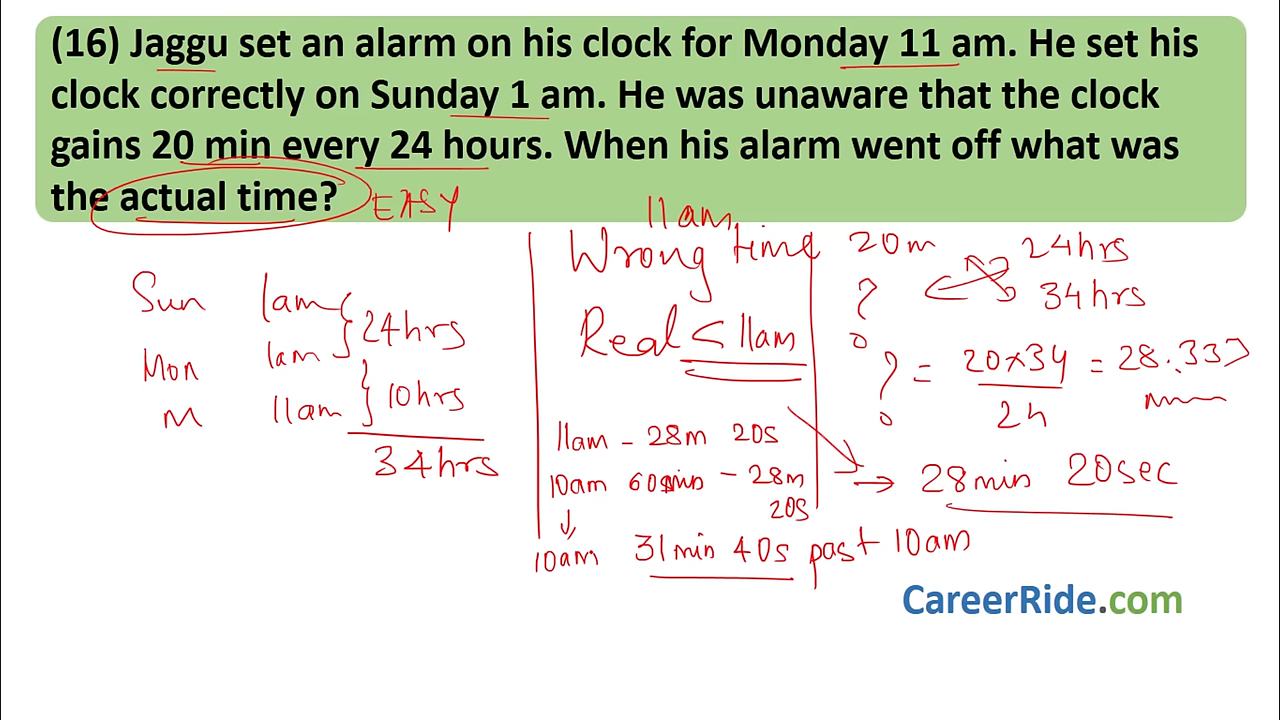 (16) Jaggu set an alarm on his clock for Monday 11 am. He set his
clock correctly on Sunday 1 am. He was unaware that the clock
gains 20 min every 24 hours. When his alarm went off what was
the actual time?
EASY
Sun 1am
24hrs
Mon 1am
M 11am
10hrs
34hrs
11am
Wrong time
Real < 11am
11am - 28m 20s
10am 60min - 28m
20s
10am 31min 40s past 10am
20m 24hrs
? 34hrs
? = 20x34 = 28.333
24
→ 28min 20sec
CareerRide.com